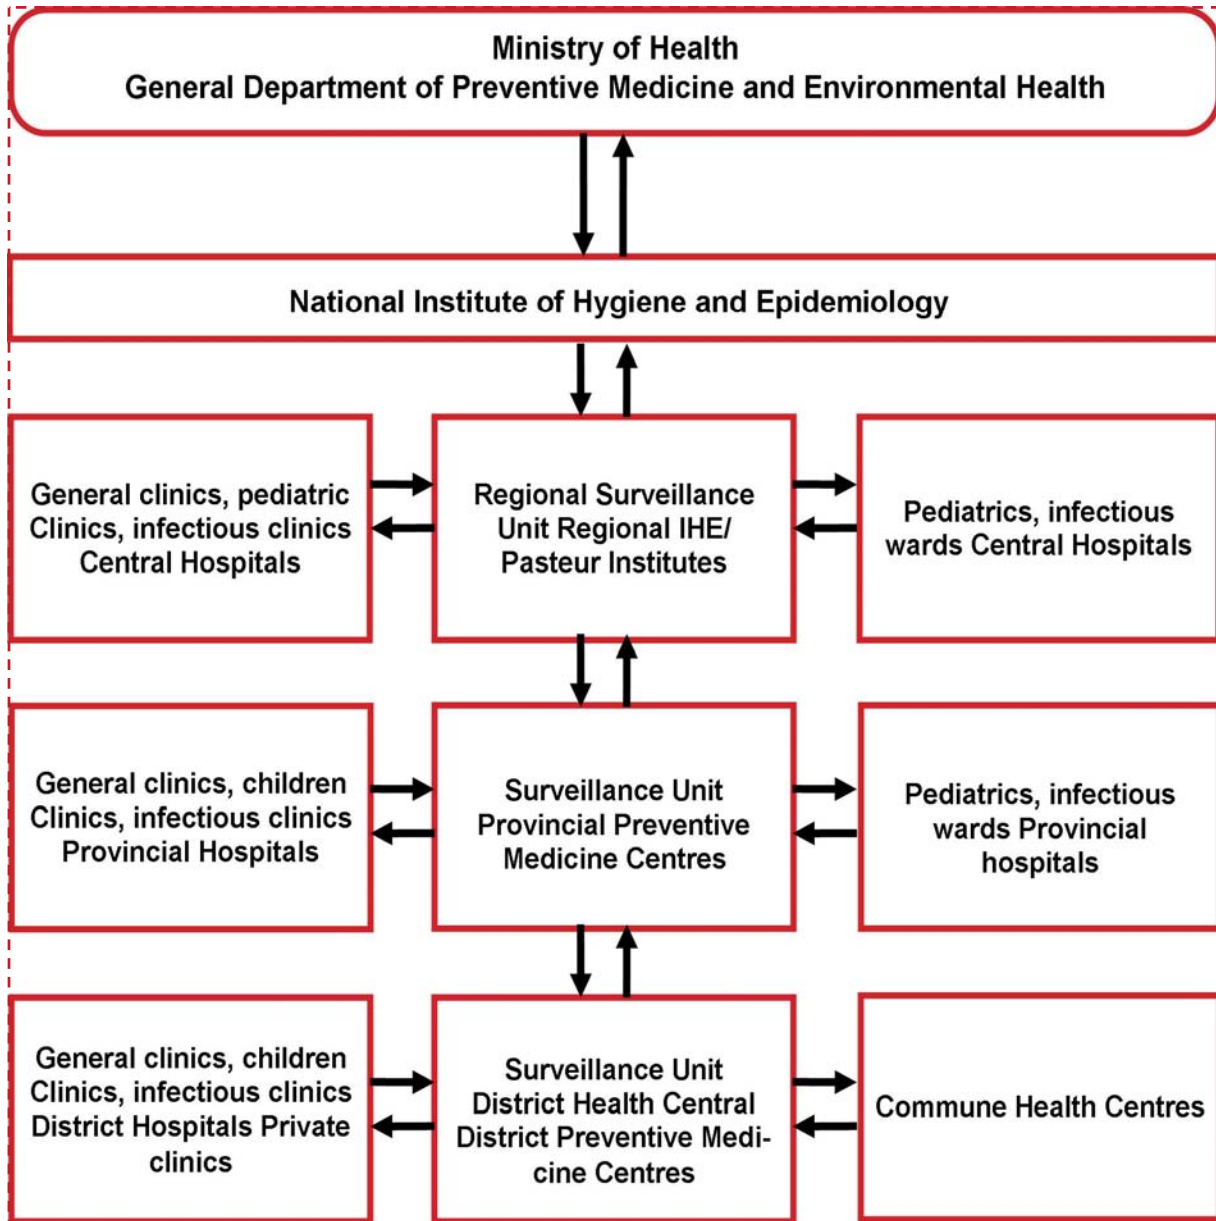 Ministry of Health
General Department of Preventive Medicine and Environmental Health
National Institute of Hygiene and Epidemiology
General clinics, pediatric
Clinics, infectious clinics
Central Hospitals
Regional Surveillance
Unit Regional IHE/
Pasteur Institutes
Pediatrics, infectious
wards Central Hospitals
General clinics, children
Clinics, infectious clinics
Provincial Hospitals
Surveillance Unit
Provincial Preventive
Medicine Centres
Pediatrics, infectious
wards Provincial
hospitals
General clinics, children
Clinics, infectious clinics
District Hospitals Private
clinics
Surveillance Unit
District Health Central
District Preventive Medi-
cine Centres
Commune Health Centres